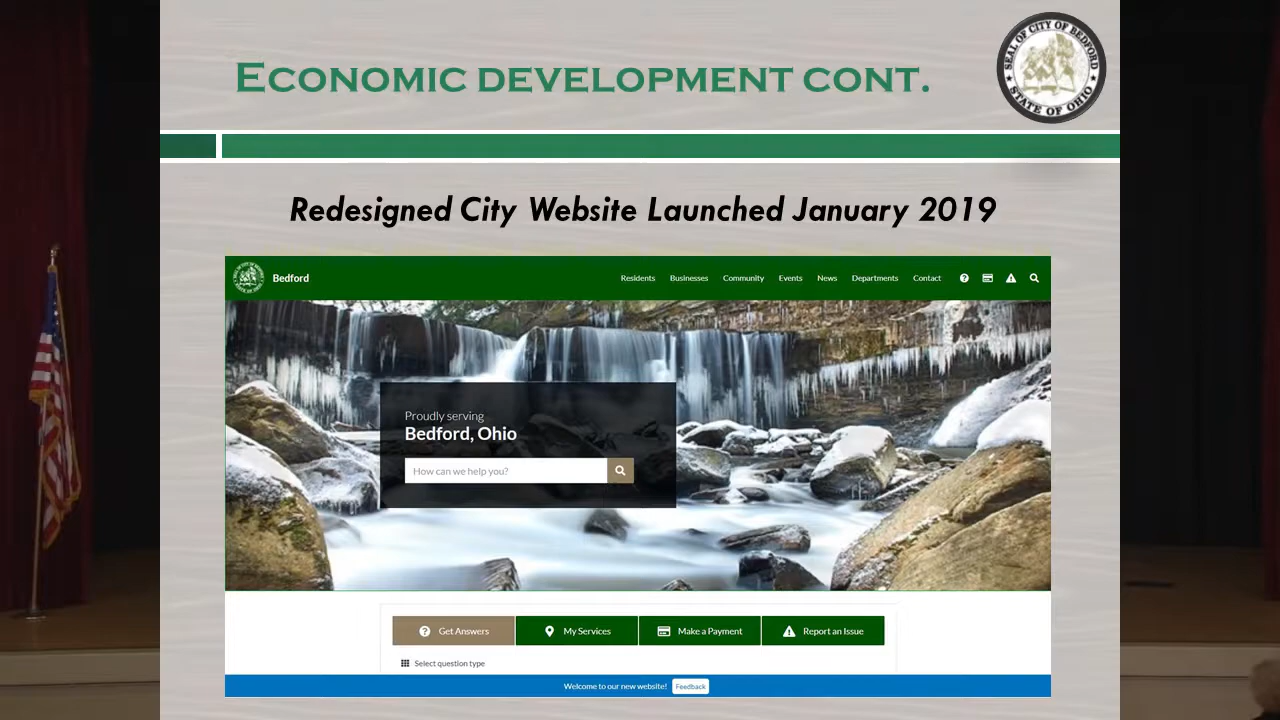 ECONOMIC DEVELOPMENT CONT.
SEAL OF CITY OF BEDFORD
STATE OF OHIO
Redesigned City Website Launched January 2019
Bedford
Residents Businesses Community Events News Departments Contact
Proudly serving
Bedford, Ohio
How can we help you?
Get Answers My Services Make a Payment Report an Issue
Select question type
Welcome to our new website! Feedback